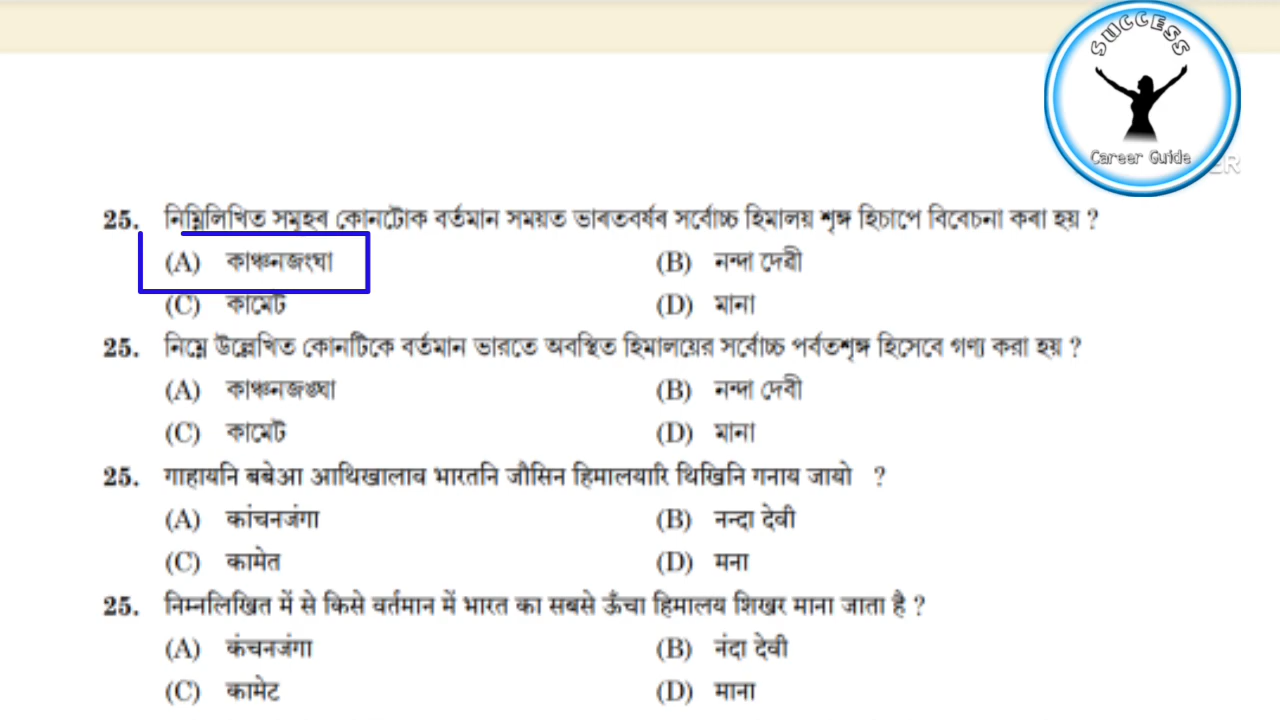 SUCCESS
Career Guide
25. নিম্নলিখিত সমূহৰ কোনটোক বৰ্তমান সময়ত ভাৰতবৰ্ষৰ সৰ্বোচ্চ হিমালয় শৃঙ্গ হিচাপে বিবেচনা কৰা হয় ?
(A) কাঞ্চনজংঘা (B) নন্দা দেৱী
(C) কামেট (D) মানা
25. নিম্নে উল্লেখিত কোনটিকে বর্তমান ভারতে অবস্থিত হিমালয়ের সর্বোচ্চ পর্বতশৃঙ্গ হিসেবে গণ্য করা হয় ?
(A) কাঞ্চনজঙ্ঘা (B) নন্দা দেবী
(C) কামেট (D) মানা
25. गाहायनि बबेआ आथिखालाव भारतनि जौसिन हिमालयारि थिखिनि गनाय जायो ?
(A) कांचनजंगा (B) नन्दा देवी
(C) कामेत (D) मना
25. निम्नलिखित में से किसे वर्तमान में भारत का सबसे ऊँचा हिमालय शिखर माना जाता है ?
(A) कंचनजंगा (B) नंदा देवी
(C) कामेट (D) माना